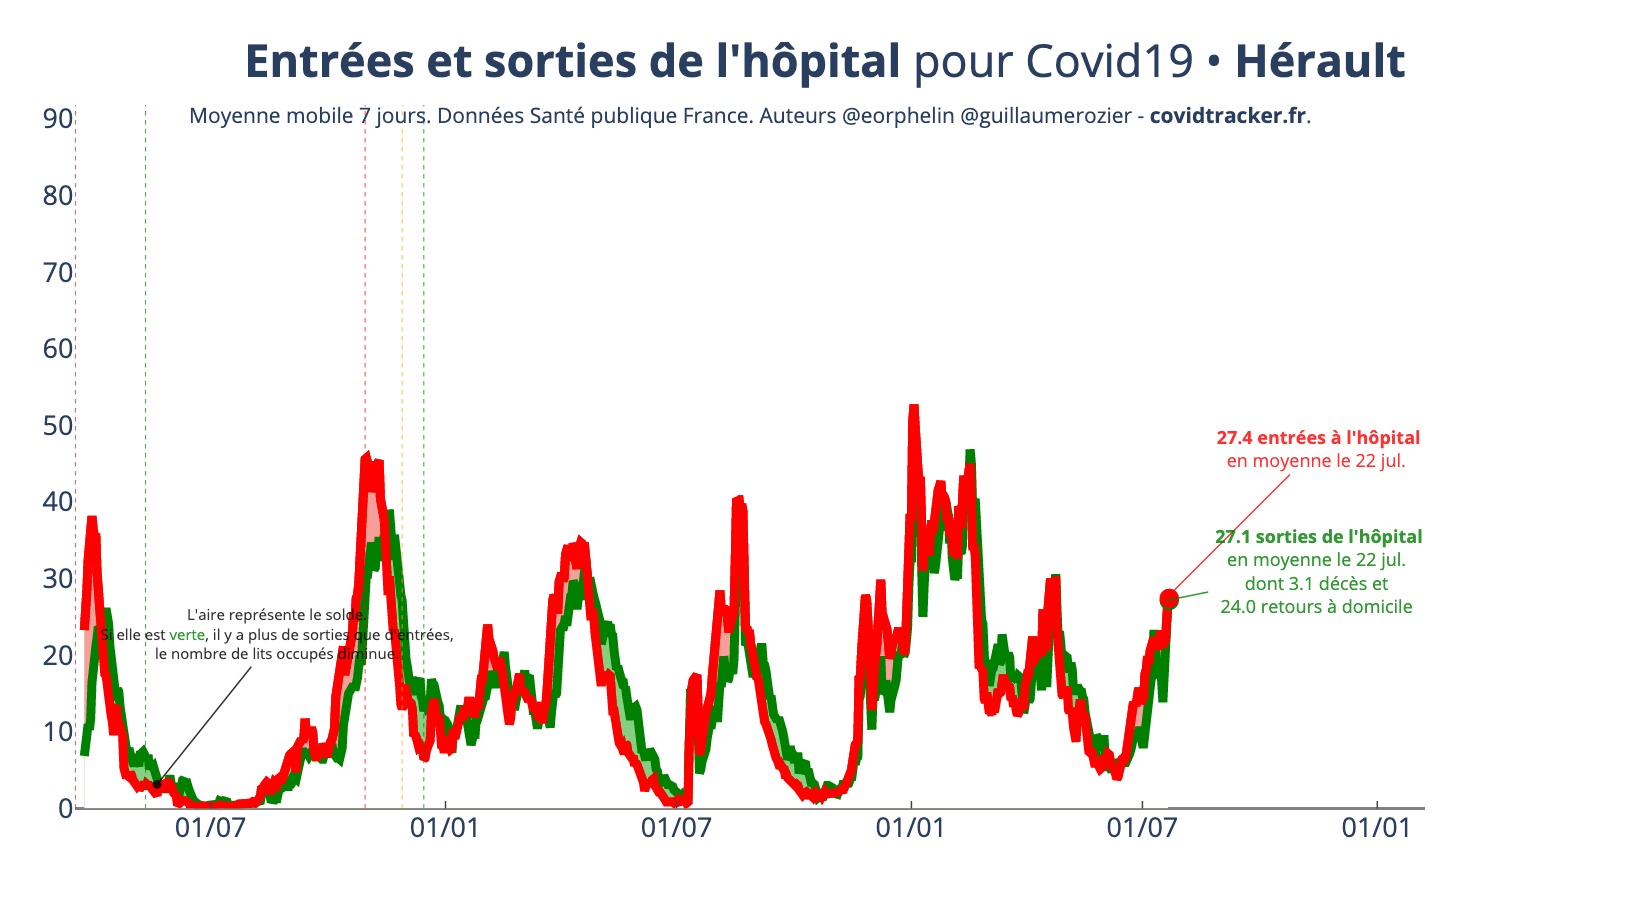 Entrées et sorties de l'hôpital pour Covid19 • Hérault
Moyenne mobile 7 jours. Données Santé publique France. Auteurs @eorphelin @guillaumerozier - covidtracker.fr.
90
80
70
60
50
40
30
20
10
0
27.4 entrées à l'hôpital
en moyenne le 22 jul.
27.1 sorties de l'hôpital
en moyenne le 22 jul.
dont 3.1 décès et
24.0 retours à domicile
L'aire représente le solde.
Si elle est verte, il y a plus de sorties que d'entrées,
le nombre de lits occupés diminue.
01/07
01/01
01/07
01/01
01/07
01/01